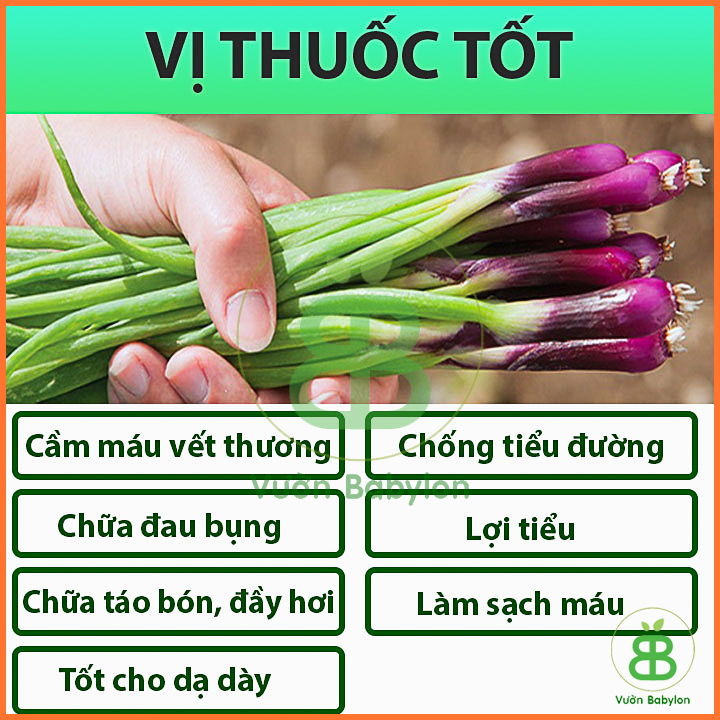 VỊ THUỐC TỐT
Cầm máu vết thương
Chống tiểu đường
Vườn Babylon
Chữa đau bụng
Lợi tiểu
Chữa táo bón, đầy hơi
Làm sạch máu
Tốt cho dạ dày
Vườn Babylon